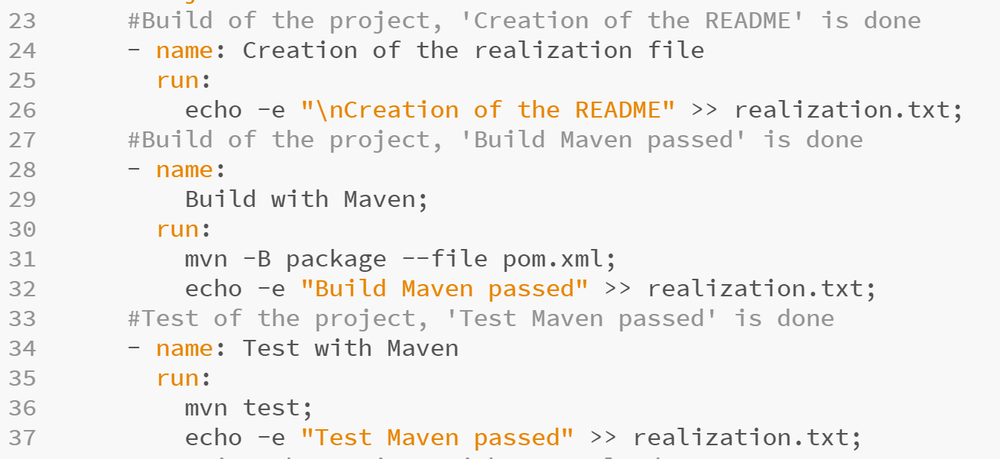 23 #Build of the project, 'Creation of the README' is done
24 - name: Creation of the realization file
25 run:
26 echo -e "\nCreation of the README" >> realization.txt;
27 #Build of the project, 'Build Maven passed' is done
28 - name:
29 Build with Maven;
30 run:
31 mvn -B package --file pom.xml;
32 echo -e "Build Maven passed" >> realization.txt;
33 #Test of the project, 'Test Maven passed' is done
34 - name: Test with Maven
35 run:
36 mvn test;
37 echo -e "Test Maven passed" >> realization.txt;